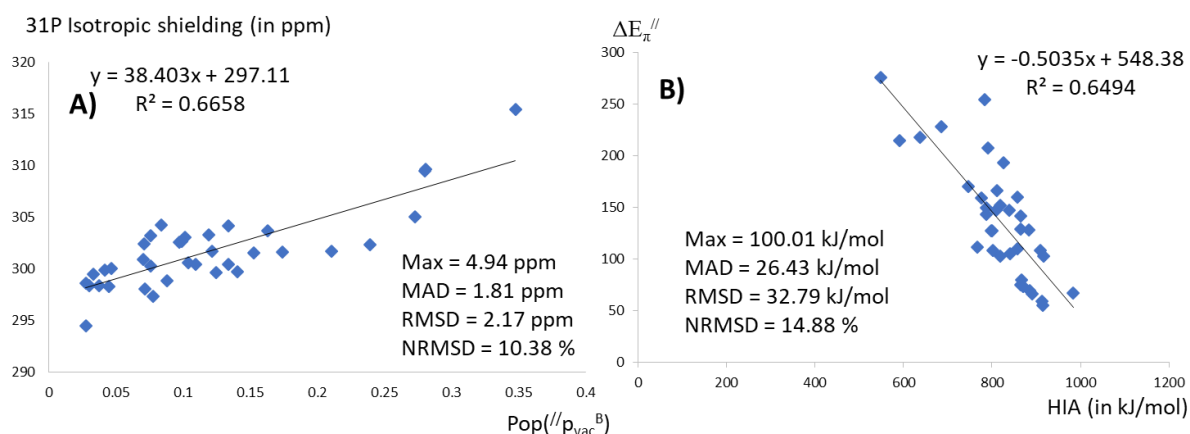 31P Isotropic shielding (in ppm)
y = 38.403x + 297.11
R² = 0.6658
A)
320
315
310
305
300
295
290
Max = 4.94 ppm
MAD = 1.81 ppm
RMSD = 2.17 ppm
NRMSD = 10.38 %
0 0.05 0.1 0.15 0.2 0.25 0.3 0.35 0.4
Pop(//pvacB)
ΔEπ//
y = -0.5035x + 548.38
R² = 0.6494
B)
300
250
200
150
100
50
0
Max = 100.01 kJ/mol
MAD = 26.43 kJ/mol
RMSD = 32.79 kJ/mol
NRMSD = 14.88 %
0 200 400 600 800 1000 1200
HIA (in kJ/mol)